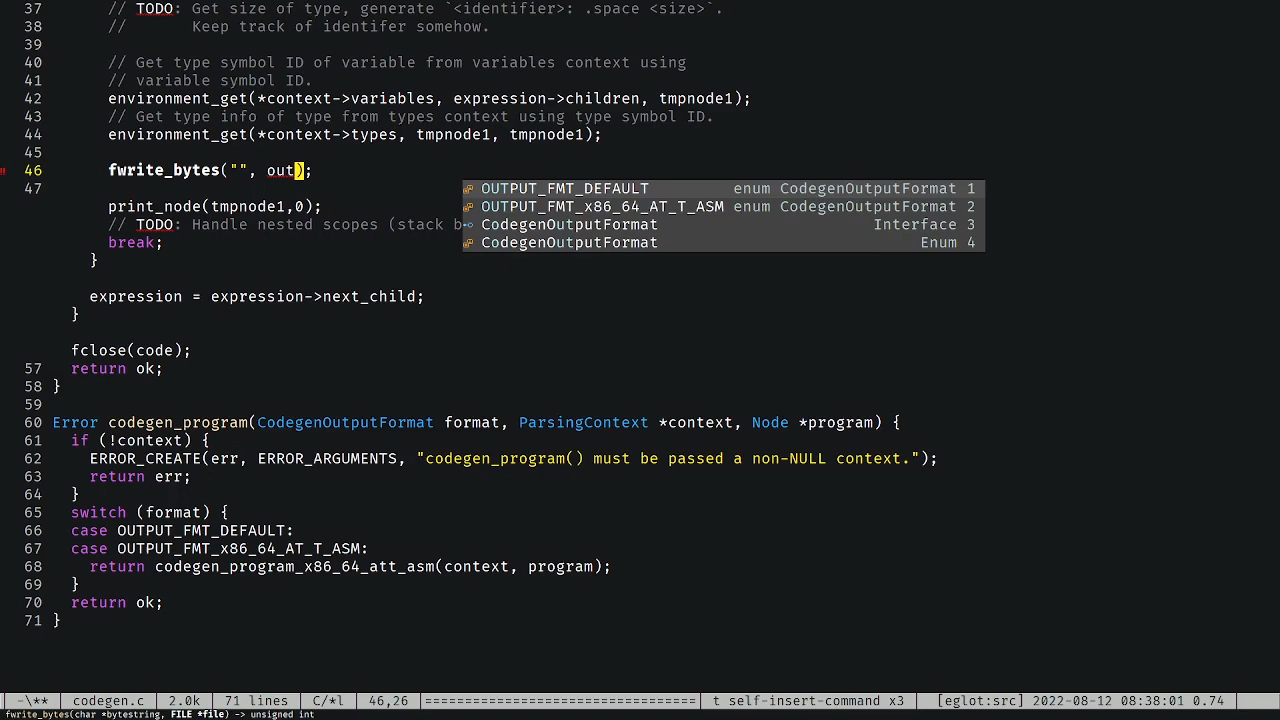 37 // TODO: Get size of type, generate `<identifier>: .space <size>`.
38 // Keep track of identifer somehow.
39
40 // Get type symbol ID of variable from variables context using
41 // variable symbol ID.
42 environment_get(*context->variables, expression->children, tmpnode1);
43 // Get type info of type from types context using type symbol ID.
44 environment_get(*context->types, tmpnode1, tmpnode1);
45
46 fwrite_bytes("", out);
47 OUTPUT_FMT_DEFAULT enum CodegenOutputFormat 1
print_node(tmpnode1,0); OUTPUT_FMT_x86_64_AT_T_ASM enum CodegenOutputFormat 2
// TODO: Handle nested scopes (stack b CodegenOutputFormat Interface 3
break; CodegenOutputFormat Enum 4
}
expression = expression->next_child;
}
fclose(code);
57 return ok;
58 }
59
60 Error codegen_program(CodegenOutputFormat format, ParsingContext *context, Node *program) {
61 if (!context) {
62 ERROR_CREATE(err, ERROR_ARGUMENTS, "codegen_program() must be passed a non-NULL context.");
63 return err;
64 }
65 switch (format) {
66 case OUTPUT_FMT_DEFAULT:
67 case OUTPUT_FMT_x86_64_AT_T_ASM:
68 return codegen_program_x86_64_att_asm(context, program);
69 }
70 return ok;
71 }
-\** codegen.c 2.0k 71 lines C/*l 46,26 ============================== t self-insert-command x3 [eglot:src] 2022-08-12 08:38:01 0.74
fwrite_bytes(char *bytestring, FILE *file) -> unsigned int